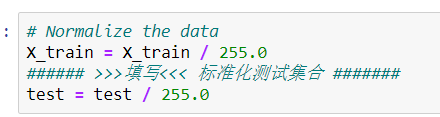 :
# Normalize the data
X_train = X_train / 255.0
###### >>>填写<<< 标准化测试集合 #######
test = test / 255.0